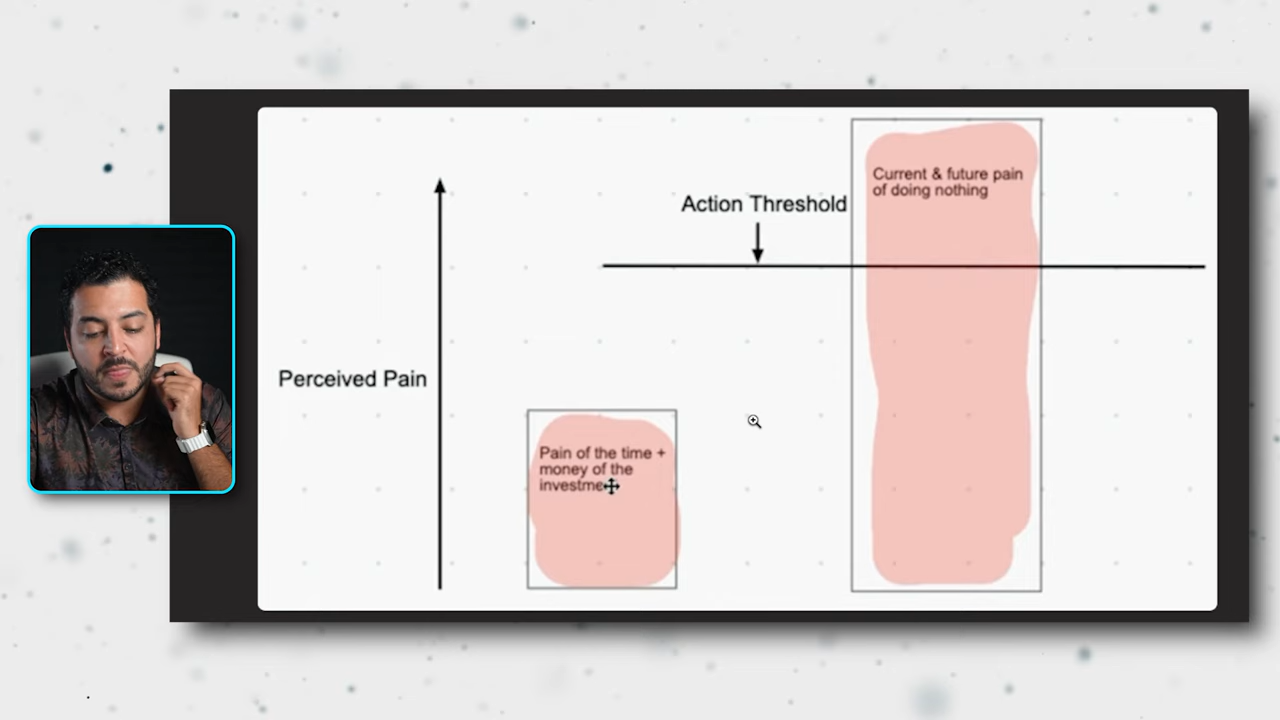 Current & future pain
of doing nothing
Action Threshold
Perceived Pain
Pain of the time +
money of the